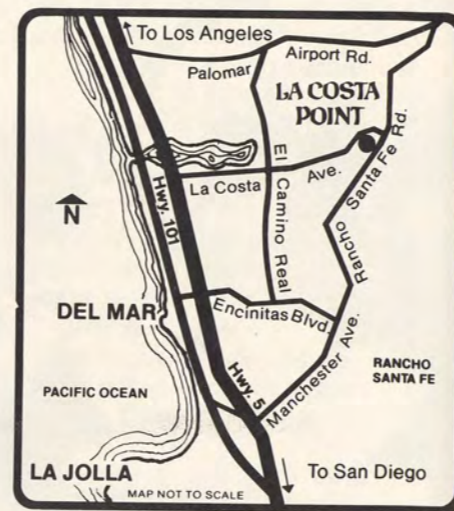 To Los Angeles
Airport Rd.
Palomar
LA COSTA
POINT
El Camino Real
La Costa Ave.
Rancho Santa Fe Rd.
Hwy. 101
N
DEL MAR
Encinitas Blvd.
Manchester Ave.
RANCHO
SANTA FE
PACIFIC OCEAN
Hwy. 5
LA JOLLA
To San Diego
MAP NOT TO SCALE